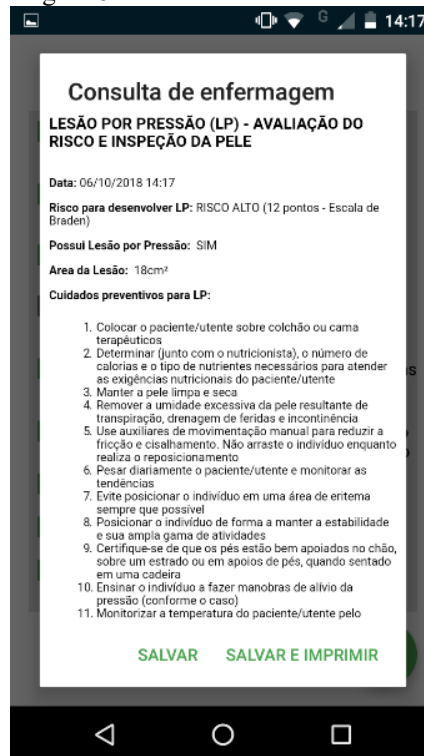 G 14:17
Consulta de enfermagem
LESÃO POR PRESSÃO (LP) - AVALIAÇÃO DO
RISCO E INSPEÇÃO DA PELE
Data: 06/10/2018 14:17
Risco para desenvolver LP: RISCO ALTO (12 pontos - Escala de
Braden)
Possui Lesão por Pressão: SIM
Area da Lesão: 18cm²
Cuidados preventivos para LP:
1. Colocar o paciente/utente sobre colchão ou cama
terapêuticos
2. Determinar (junto com o nutricionista), o número de
calorias e o tipo de nutrientes necessários para atender
as exigências nutricionais do paciente/utente
3. Manter a pele limpa e seca
4. Remover a umidade excessiva da pele resultante de
transpiração, drenagem de feridas e incontinência
5. Use auxiliares de movimentação manual para reduzir a
fricção e cisalhamento. Não arraste o indivíduo enquanto
realiza o reposicionamento
6. Pesar diariamente o paciente/utente e monitorar as
tendências
7. Evite posicionar o indivíduo em uma área de eritema
sempre que possível
8. Posicionar o indivíduo de forma a manter a estabilidade
e sua ampla gama de atividades
9. Certifique-se de que os pés estão bem apoiados no chão,
sobre um estrado ou em apoios de pés, quando sentado
em uma cadeira
10. Ensinar o indivíduo a fazer manobras de alívio da
pressão (conforme o caso)
11. Monitorizar a temperatura do paciente/utente pelo
SALVAR SALVAR E IMPRIMIR